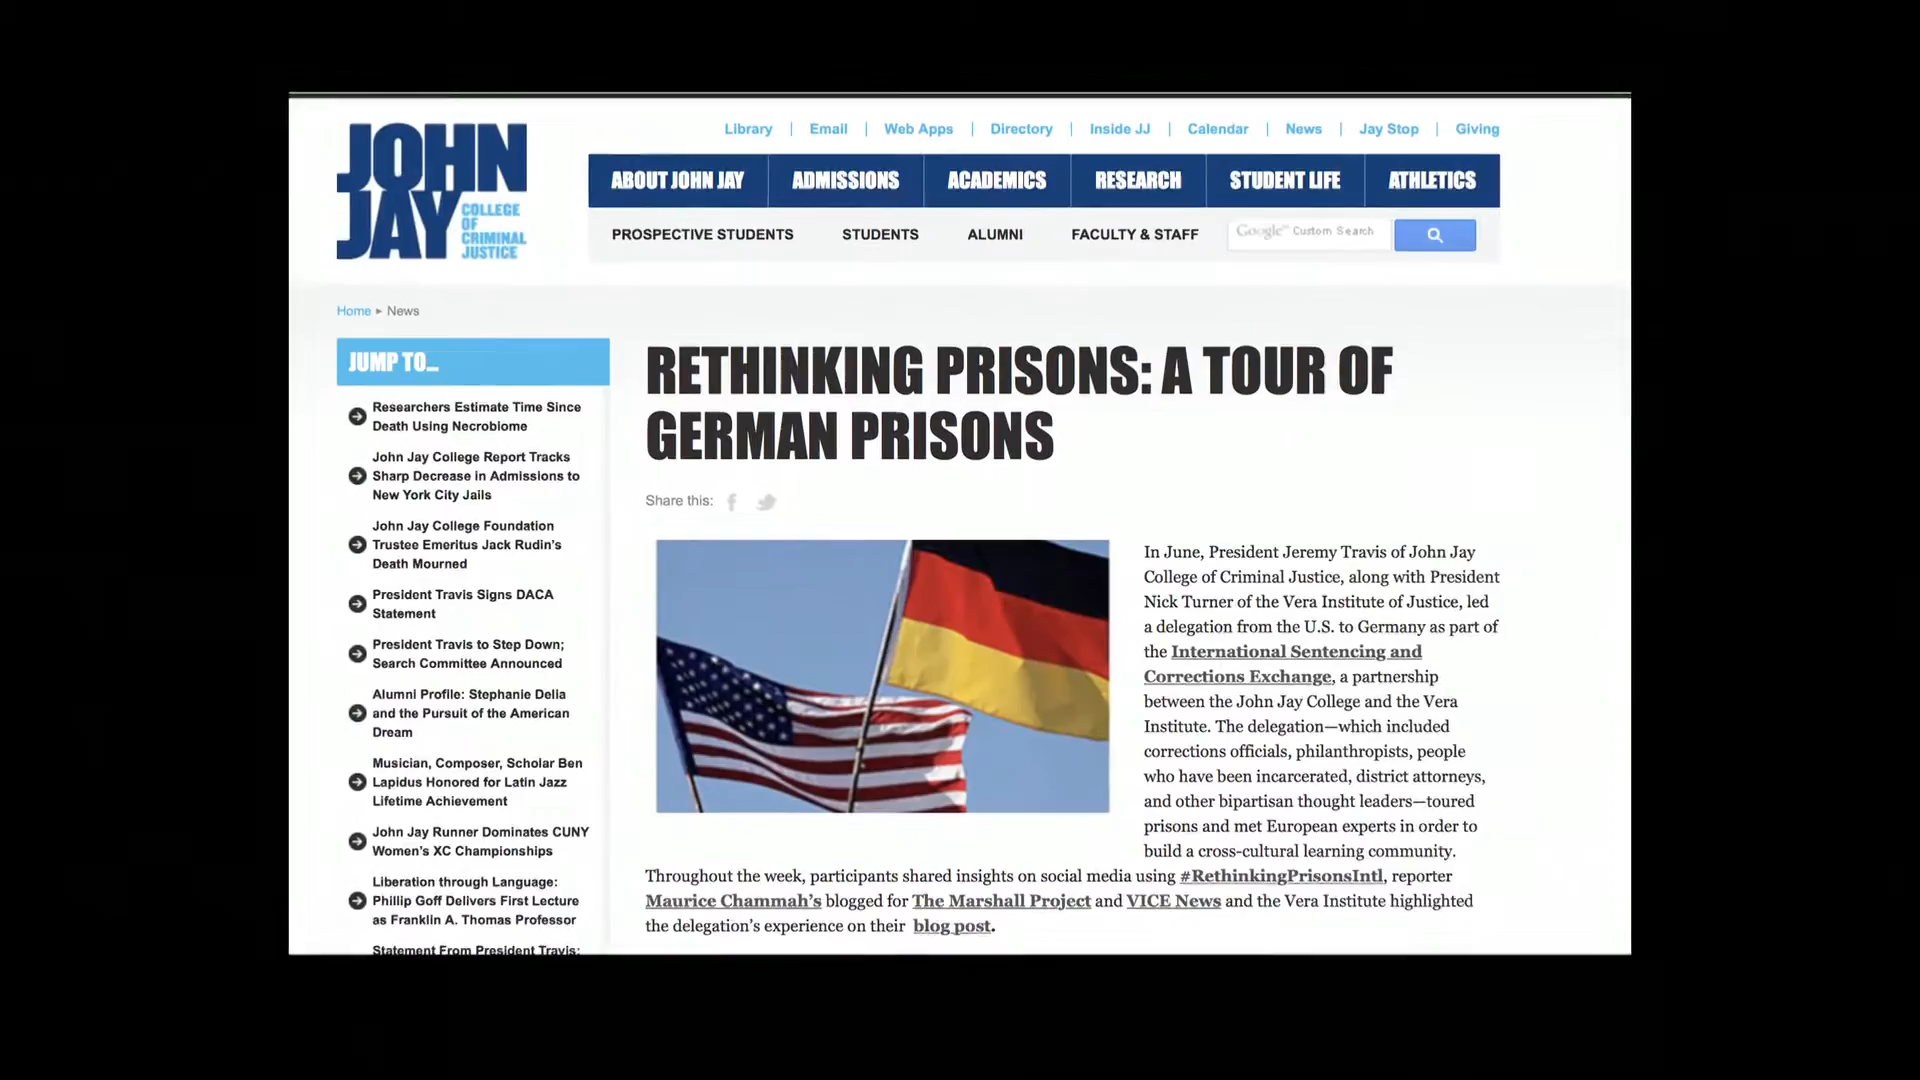 JOHN
JAY
COLLEGE
OF
CRIMINAL
JUSTICE
Library | Email | Web Apps | Directory | Inside JJ | Calendar | News | Jay Stop | Giving
ABOUT JOHN JAY ADMISSIONS ACADEMICS RESEARCH STUDENT LIFE ATHLETICS
PROSPECTIVE STUDENTS STUDENTS ALUMNI FACULTY & STAFF Google™ Custom Search
Home ▸ News
JUMP TO...
Researchers Estimate Time Since
Death Using Necrobiome
John Jay College Report Tracks
Sharp Decrease in Admissions to
New York City Jails
John Jay College Foundation
Trustee Emeritus Jack Rudin’s
Death Mourned
President Travis Signs DACA
Statement
President Travis to Step Down;
Search Committee Announced
Alumni Profile: Stephanie Delia
and the Pursuit of the American
Dream
Musician, Composer, Scholar Ben
Lapidus Honored for Latin Jazz
Lifetime Achievement
John Jay Runner Dominates CUNY
Women’s XC Championships
Liberation through Language:
Phillip Goff Delivers First Lecture
as Franklin A. Thomas Professor
Statement From President Travis:
RETHINKING PRISONS: A TOUR OF
GERMAN PRISONS
Share this:
In June, President Jeremy Travis of John Jay
College of Criminal Justice, along with President
Nick Turner of the Vera Institute of Justice, led
a delegation from the U.S. to Germany as part of
the International Sentencing and
Corrections Exchange, a partnership
between the John Jay College and the Vera
Institute. The delegation—which included
corrections officials, philanthropists, people
who have been incarcerated, district attorneys,
and other bipartisan thought leaders—toured
prisons and met European experts in order to
build a cross-cultural learning community.
Throughout the week, participants shared insights on social media using #RethinkingPrisonsIntl, reporter
Maurice Chammah’s blogged for The Marshall Project and VICE News and the Vera Institute highlighted
the delegation’s experience on their blog post.